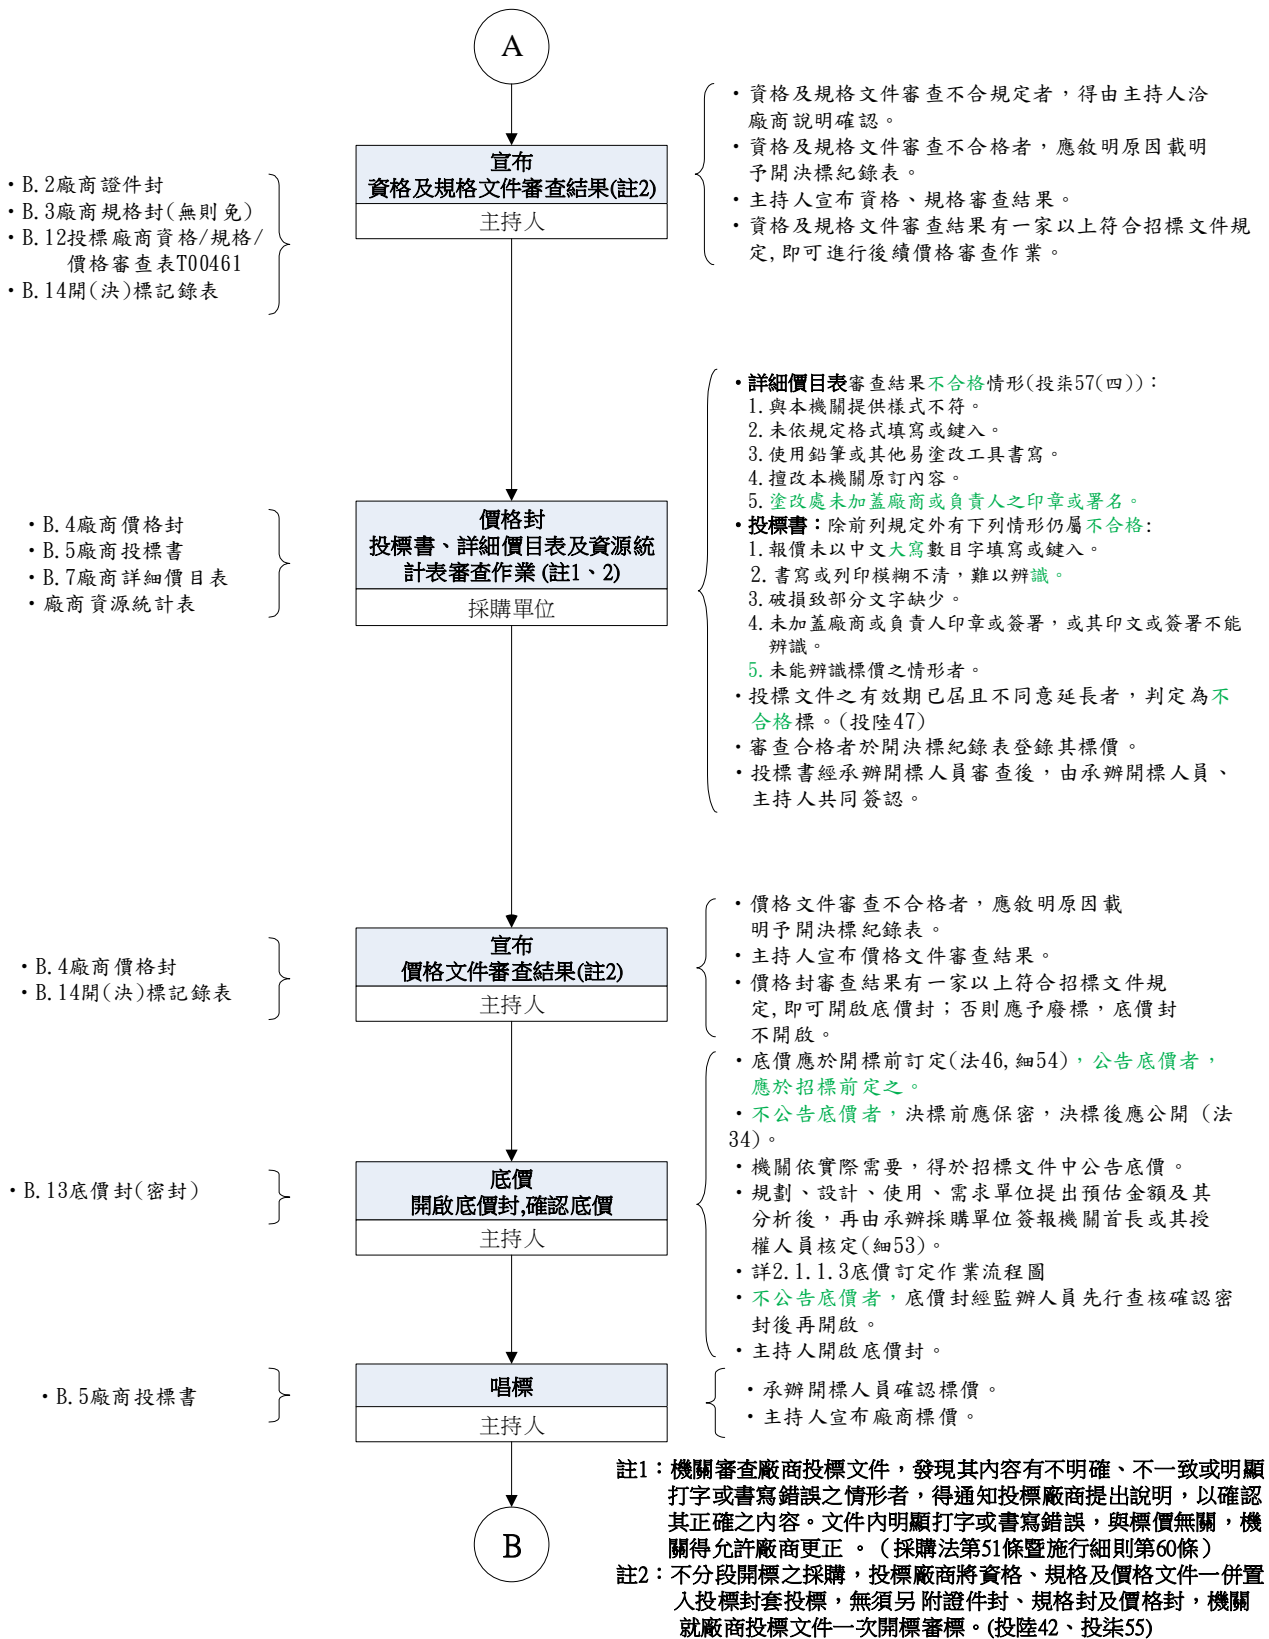 A
・資格及規格文件審查不合規定者，得由主持人洽
廠商說明確認。
・資格及規格文件審查不合格者，應敘明原因載明
予開決標紀錄表。
・主持人宣布資格、規格審查結果。
・資格及規格文件審查結果有一家以上符合招標文件規
定,即可進行後續價格審查作業。
宣布
資格及規格文件審查結果(註2)
主持人
・B.2廠商證件封
・B.3廠商規格封(無則免)
・B.12投標廠商資格/規格/
價格審查表T00461
・B.14開(決)標記錄表
・詳細價目表審查結果不合格情形(投柒57(四))：
1.與本機關提供樣式不符。
2.未依規定格式填寫或鍵入。
3.使用鉛筆或其他易塗改工具書寫。
4.擅改本機關原訂內容。
5.塗改處未加蓋廠商或負責人之印章或署名。
・投標書：除前列規定外有下列情形仍屬不合格:
1.報價未以中文大寫數目字填寫或鍵入。
2.書寫或列印模糊不清，難以辨識。
3.破損致部分文字缺少。
4.未加蓋廠商或負責人印章或簽署，或其印文或簽署不能
辨識。
5.未能辨識標價之情形者。
・投標文件之有效期已屆且不同意延長者，判定為不
合格標。(投陸47)
・審查合格者於開決標紀錄表登錄其標價。
・投標書經承辦開標人員審查後，由承辦開標人員、
主持人共同簽認。
價格封
投標書、詳細價目表及資源統
計表審查作業 (註1、2)
採購單位
・B.4廠商價格封
・B.5廠商投標書
・B.7廠商詳細價目表
・廠商資源統計表
・價格文件審查不合格者，應敘明原因載
明予開決標紀錄表。
・主持人宣布價格文件審查結果。
・價格封審查結果有一家以上符合招標文件規
定,即可開啟底價封；否則應予廢標，底價封
不開啟。
宣布
價格文件審查結果(註2)
主持人
・B.4廠商價格封
・B.14開(決)標記錄表
・底價應於開標前訂定(法46,細54)，公告底價者，
應於招標前定之。
・不公告底價者，決標前應保密，決標後應公開 (法
34)。
・機關依實際需要，得於招標文件中公告底價。
・規劃、設計、使用、需求單位提出預估金額及其
分析後，再由承辦採購單位簽報機關首長或其授
權人員核定(細53)。
・詳2.1.1.3底價訂定作業流程圖
・不公告底價者，底價封經監辦人員先行查核確認密
封後再開啟。
・主持人開啟底價封。
底價
開啟底價封,確認底價
主持人
・B.13底價封(密封)
唱標
主持人
・B.5廠商投標書
・承辦開標人員確認標價。
・主持人宣布廠商標價。
B
註1：機關審查廠商投標文件，發現其內容有不明確、不一致或明顯
打字或書寫錯誤之情形者，得通知投標廠商提出說明，以確認
其正確之內容。文件內明顯打字或書寫錯誤，與標價無關，機
關得允許廠商更正 。（ 採購法第51條暨施行細則第60條 ）
註2：不分段開標之採購，投標廠商將資格、規格及價格文件一併置
入投標封套投標，無須另附證件封、規格封及價格封，機關
就廠商投標文件一次開標審標。(投陸42、投柒55)